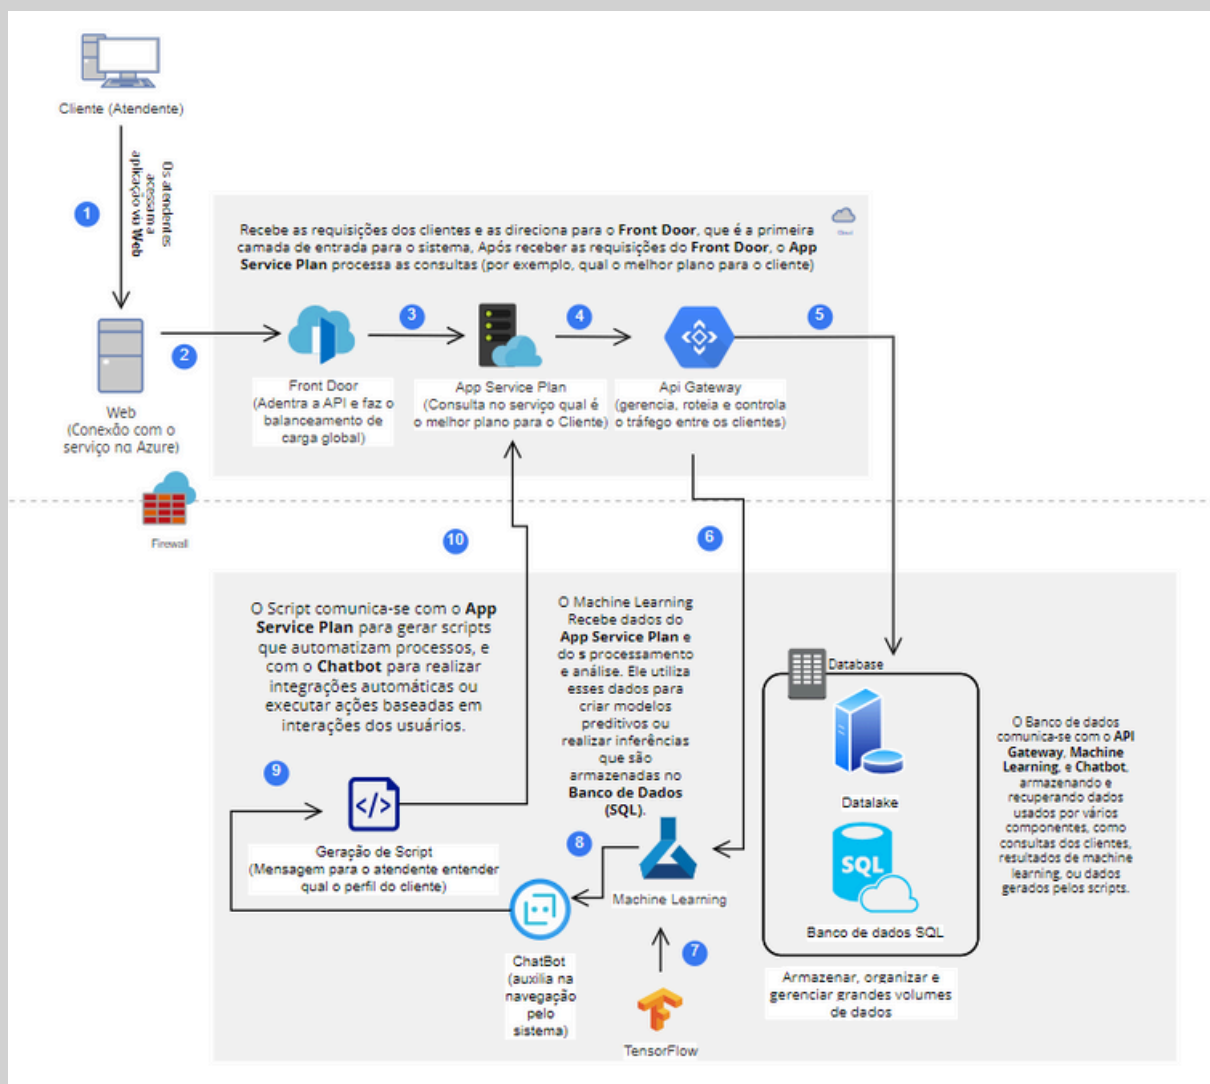 Cliente (Atendente)
Os atendentes
acessam a
aplicação via Web
1
Recebe as requisições dos clientes e as direciona para o Front Door, que é a primeira
camada de entrada para o sistema, Após receber as requisições do Front Door, o App
Service Plan processa as consultas (por exemplo, qual o melhor plano para o cliente)
Cloud
2
3
4
5
Web
(Conexão com o
serviço na Azure)
Front Door
(Adentra a API e faz o
balanceamento de
carga global)
App Service Plan
(Consulta no serviço qual é
o melhor plano para o Cliente)
Api Gateway
(gerencia, roteia e controla
o tráfego entre os clientes)
Firewall
10
6
O Script comunica-se com o App
Service Plan para gerar scripts
que automatizam processos, e
com o Chatbot para realizar
integrações automáticas ou
executar ações baseadas em
interações dos usuários.
O Machine Learning
Recebe dados do
App Service Plan e
do s processamento
e análise. Ele utiliza
esses dados para
criar modelos
preditivos ou
realizar inferências
que são
armazenadas no
Banco de Dados
(SQL).
Database
Datalake
SQL
Banco de dados SQL
Armazenar, organizar e
gerenciar grandes volumes
de dados
O Banco de dados
comunica-se com o API
Gateway, Machine
Learning, e Chatbot,
armazenando e
recuperando dados
usados por vários
componentes, como
consultas dos clientes,
resultados de machine
learning, ou dados
gerados pelos scripts.
9
</>
Geração de Script
(Mensagem para o atendente entender
qual o perfil do cliente)
8
Machine Learning
ChatBot
(auxilia na
navegação
pelo
sistema)
7
TensorFlow